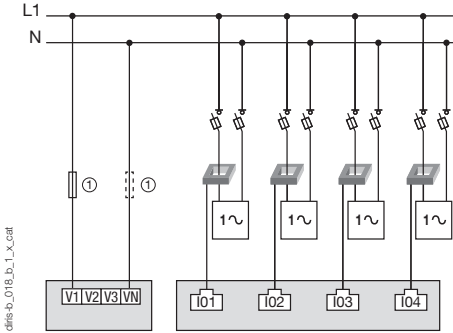 L1
N
① ①
1∿ 1∿ 1∿ 1∿
V1 V2 V3 VN
I01 I02 I03 I04
diris-b_018_b_1_x_cat